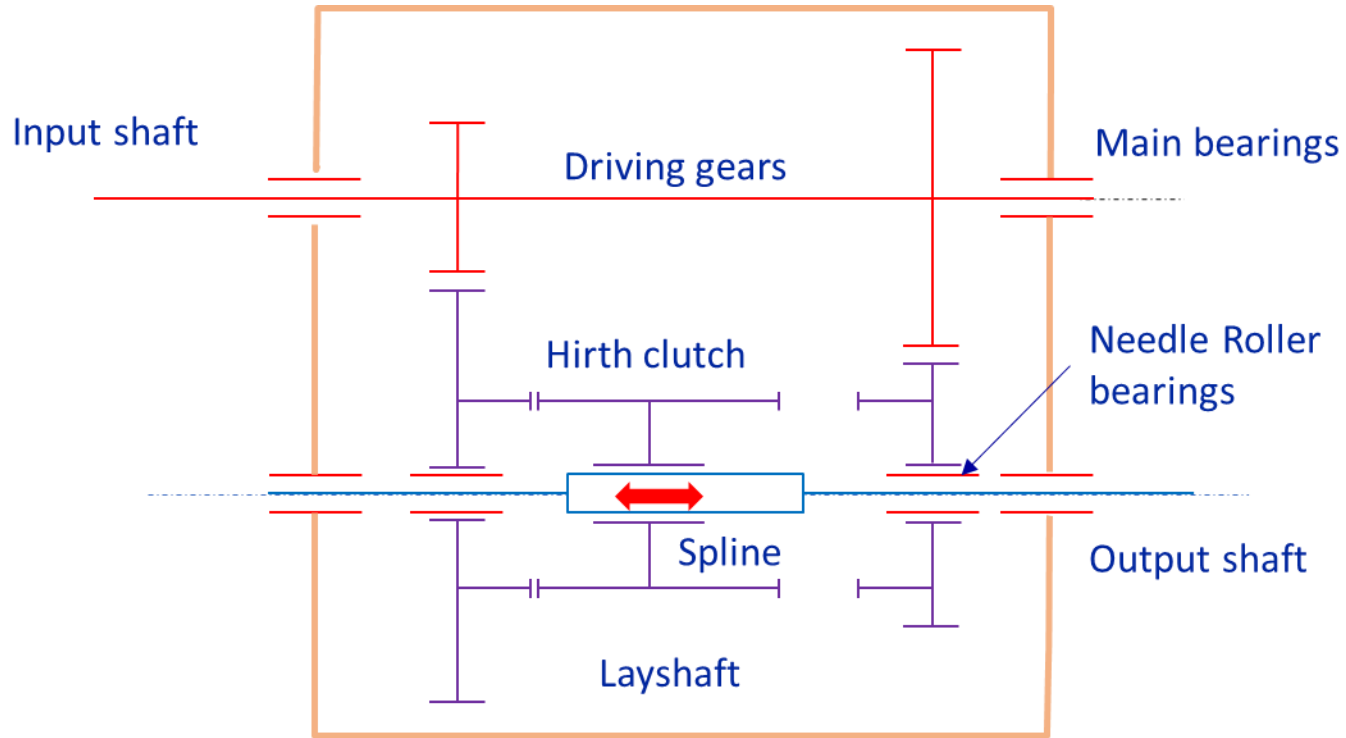 Input shaft
Driving gears
Main bearings
Hirth clutch
Needle Roller
bearings
Spline
Output shaft
Layshaft